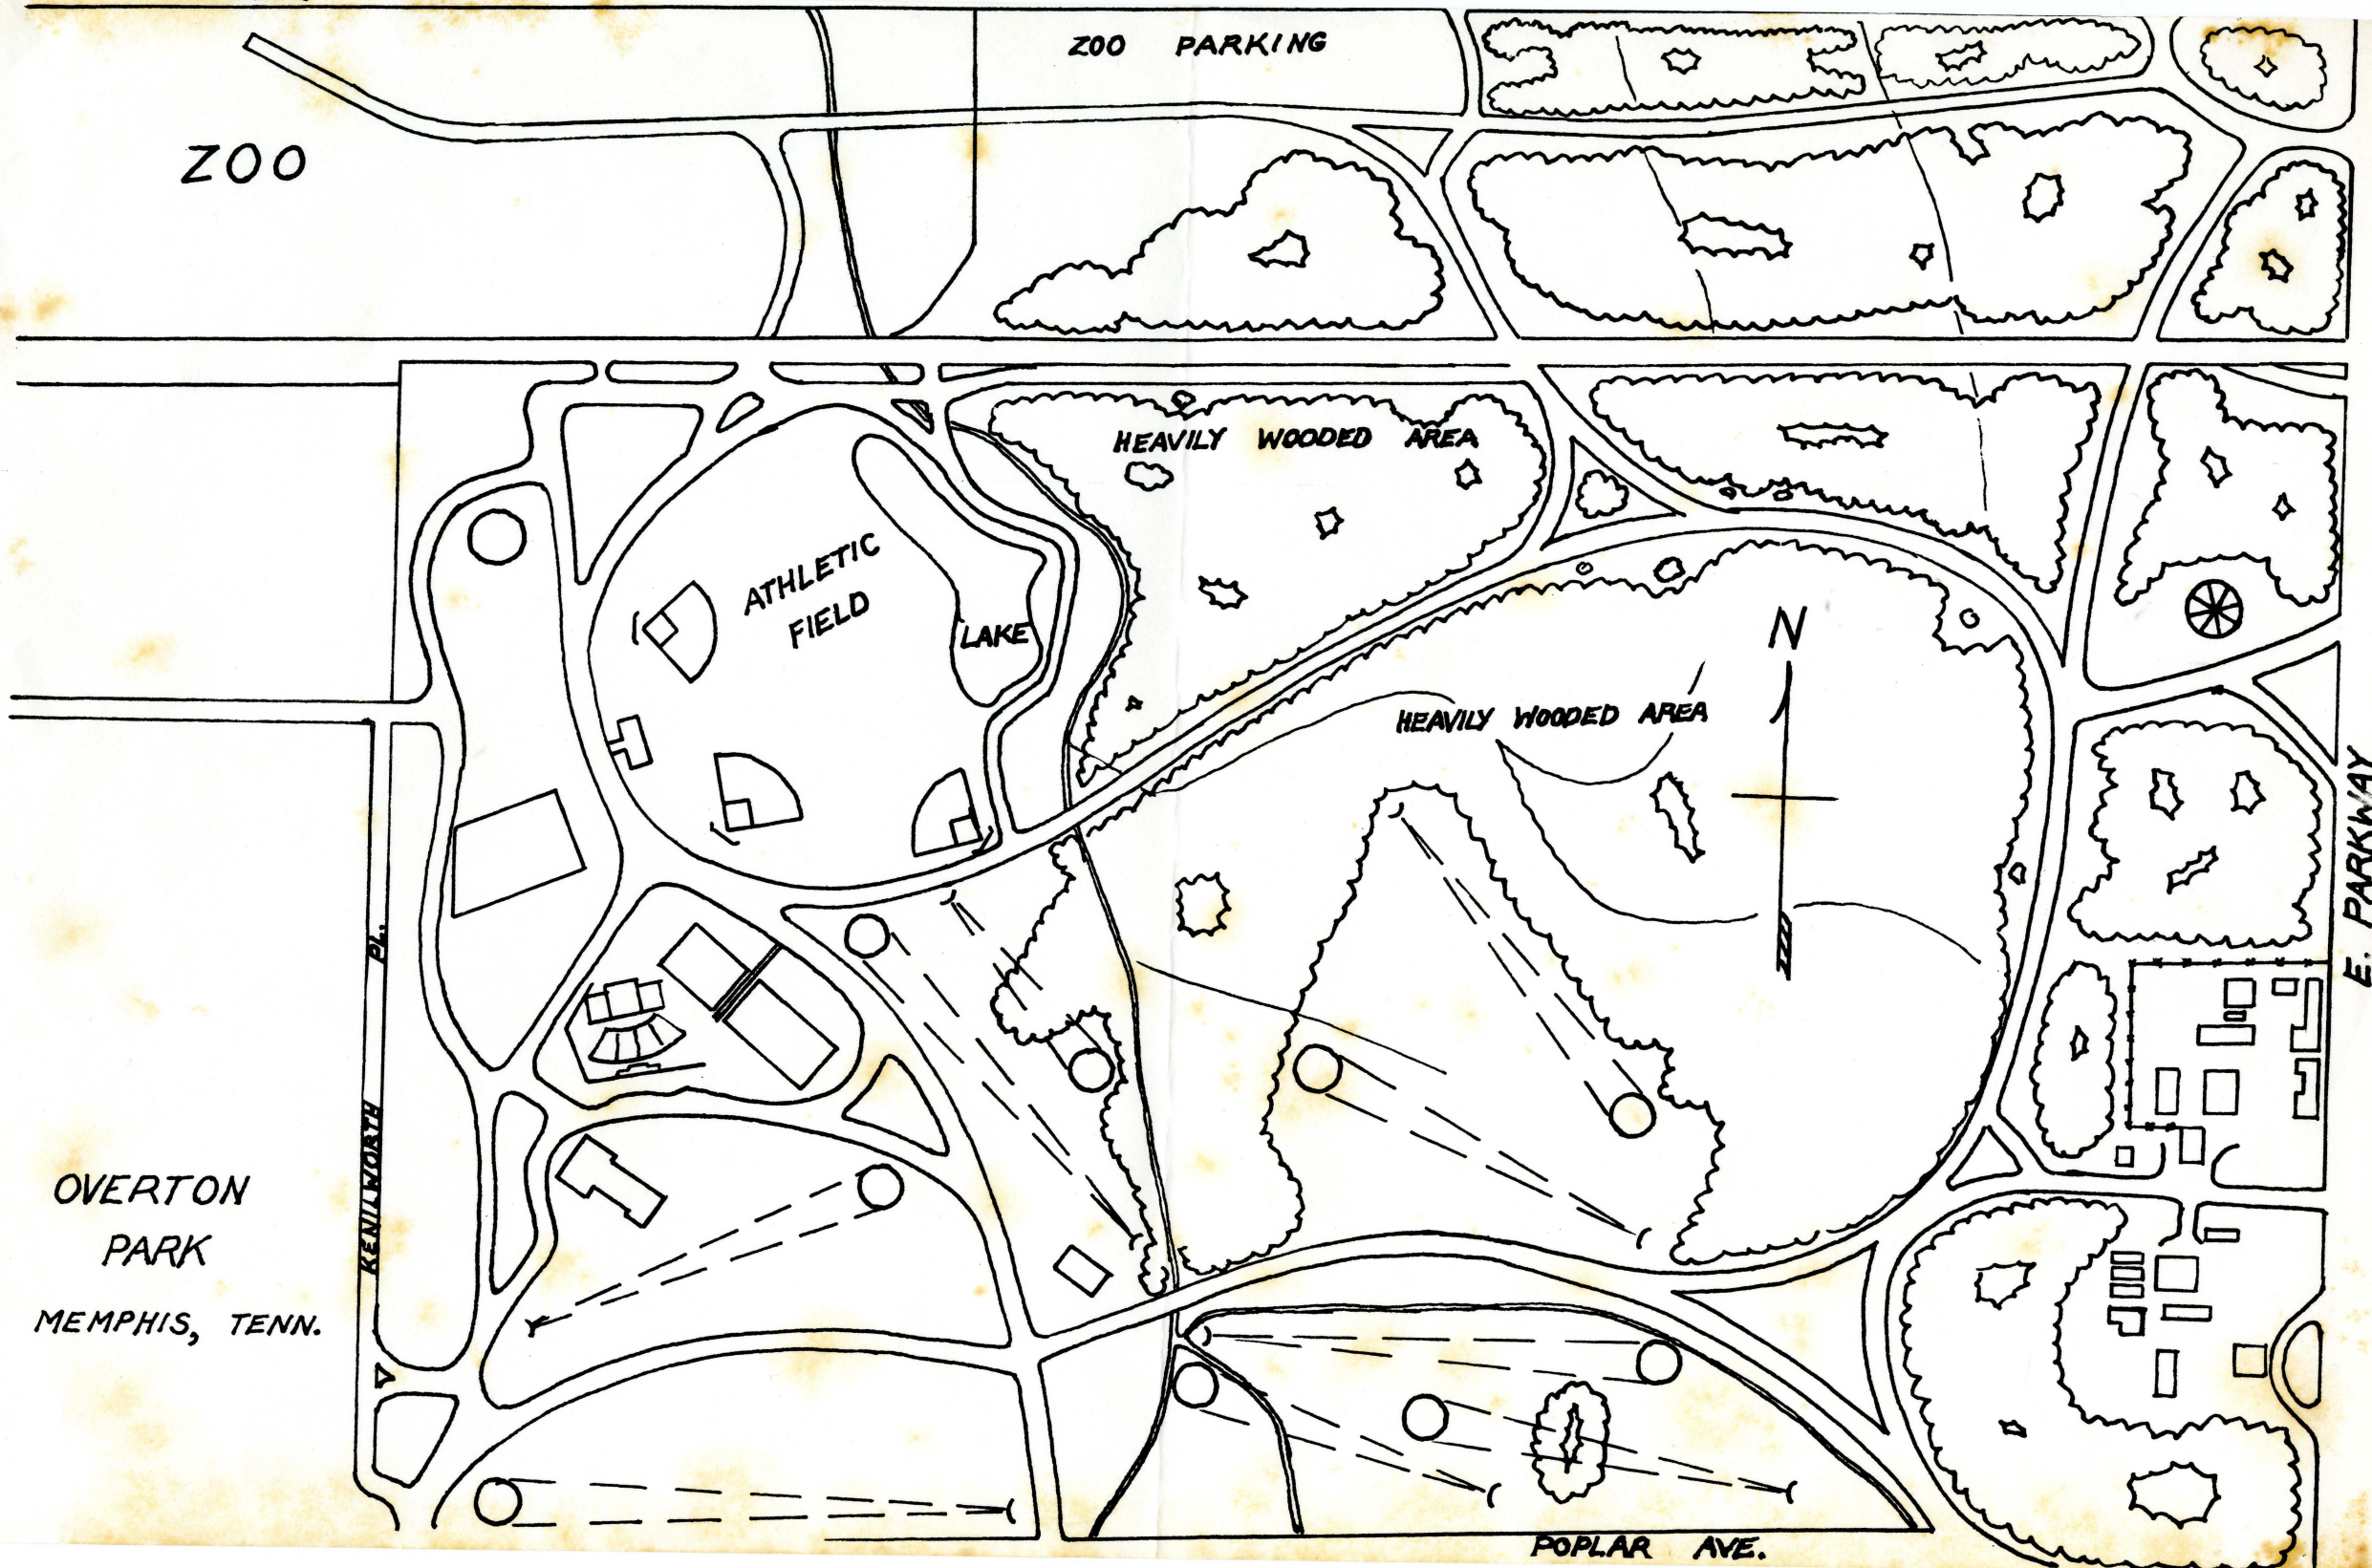 ZOO PARKING
ZOO
HEAVILY WOODED AREA
ATHLETIC
FIELD
LAKE
N
HEAVILY WOODED AREA
E. PARKWAY
KENILWORTH PL.
OVERTON
PARK
MEMPHIS, TENN.
POPLAR AVE.